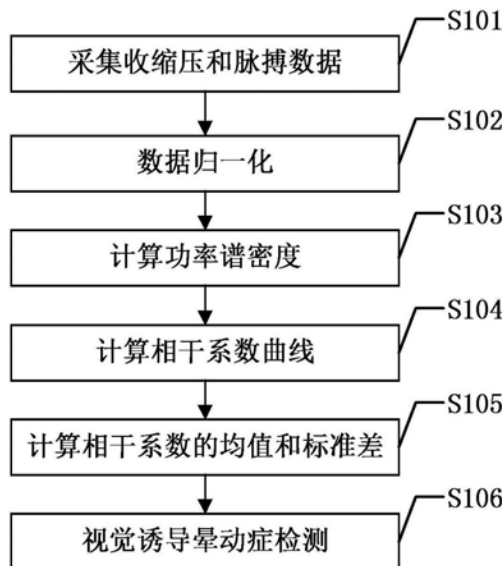 S101
采集收缩压和脉搏数据
S102
数据归一化
S103
计算功率谱密度
S104
计算相干系数曲线
S105
计算相干系数的均值和标准差
S106
视觉诱导晕动症检测